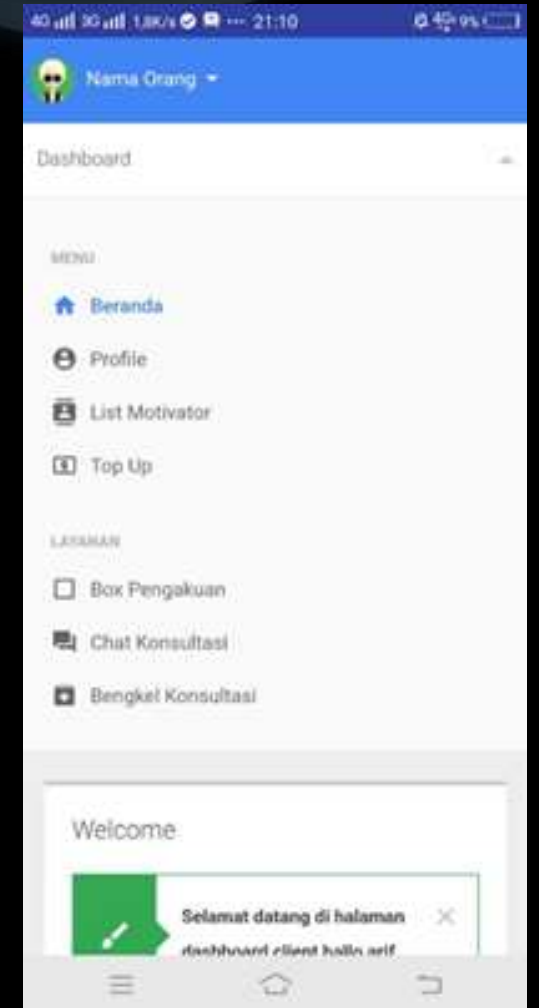 21:10
Nama Orang
Dashboard
MENU
Beranda
Profile
List Motivator
Top Up
LAYANAN
Box Pengakuan
Chat Konsultasi
Bengkel Konsultasi
Welcome
Selamat datang di halaman
dashboard client hallo arif